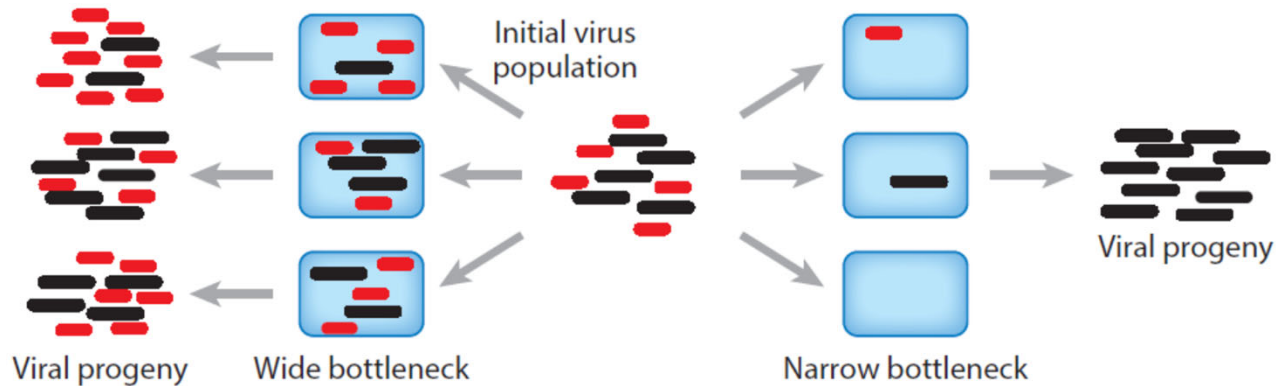 Initial virus
population
Viral progeny
Viral progeny
Wide bottleneck
Narrow bottleneck